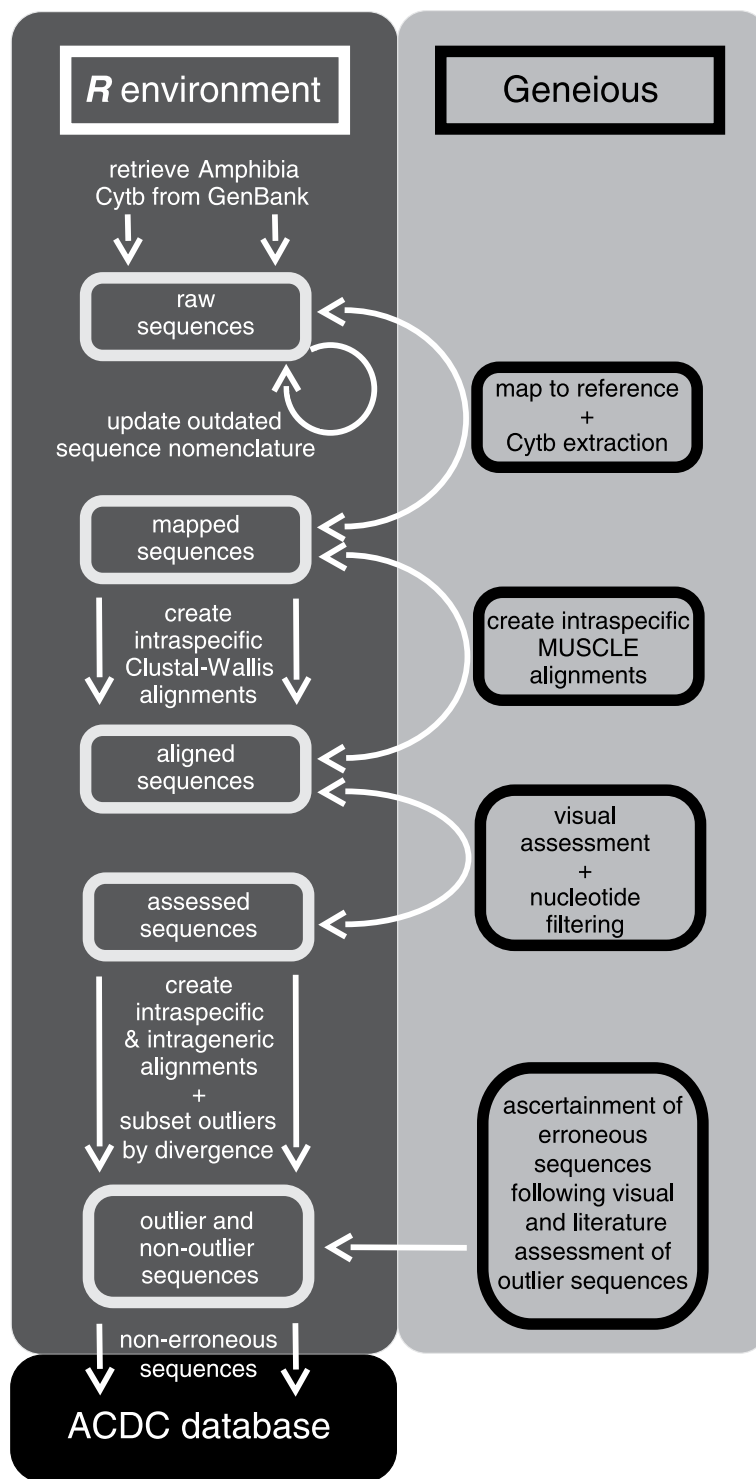 R environment
retrieve Amphibia
Cytb from GenBank
raw
sequences
update outdated
sequence nomenclature
mapped
sequences
create
intraspecific
Clustal-Wallis
alignments
aligned
sequences
assessed
sequences
create
intraspecific
& intrageneric
alignments
+
subset outliers
by divergence
outlier and
non-outlier
sequences
non-erroneous
sequences
ACDC database
Geneious
map to reference
+
Cytb extraction
create intraspecific
MUSCLE
alignments
visual
assessment
+
nucleotide
filtering
ascertainment of
erroneous
sequences
following visual
and literature
assessment of
outlier sequences